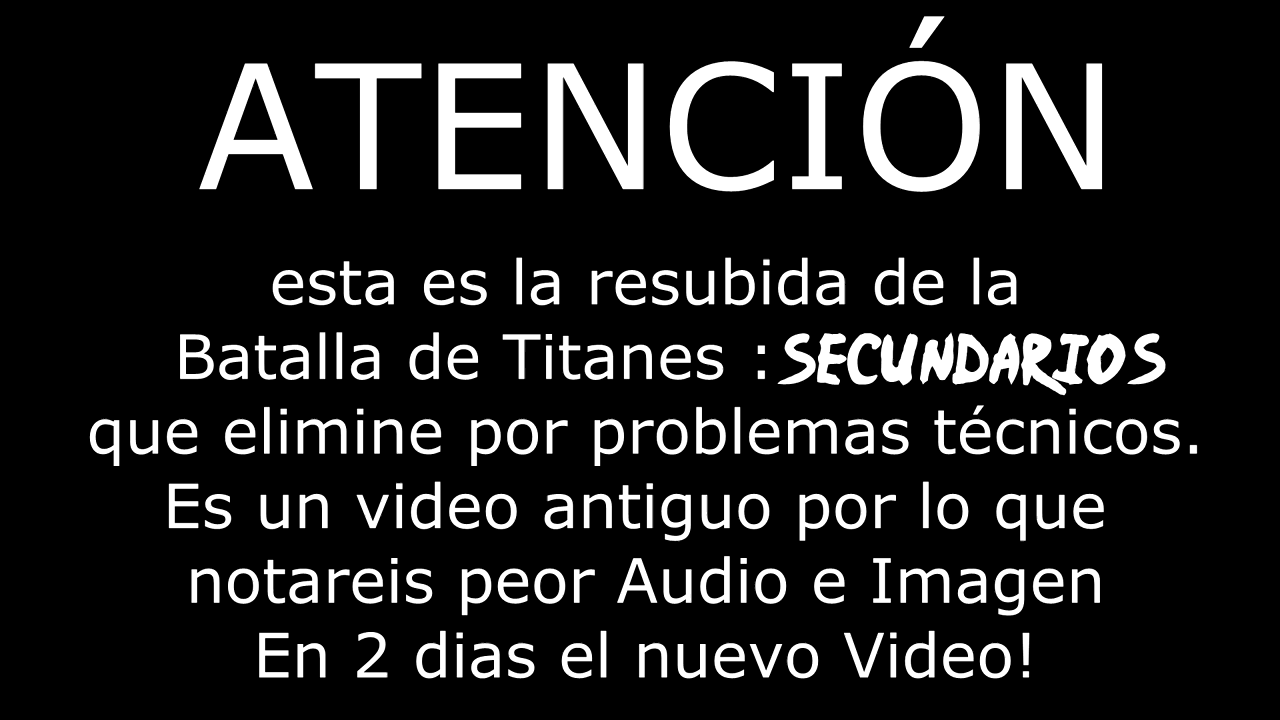 ATENCIÓN
esta es la resubida de la
Batalla de Titanes : SECUNDARIOS
que elimine por problemas técnicos.
Es un video antiguo por lo que
notareis peor Audio e Imagen
En 2 dias el nuevo Video!